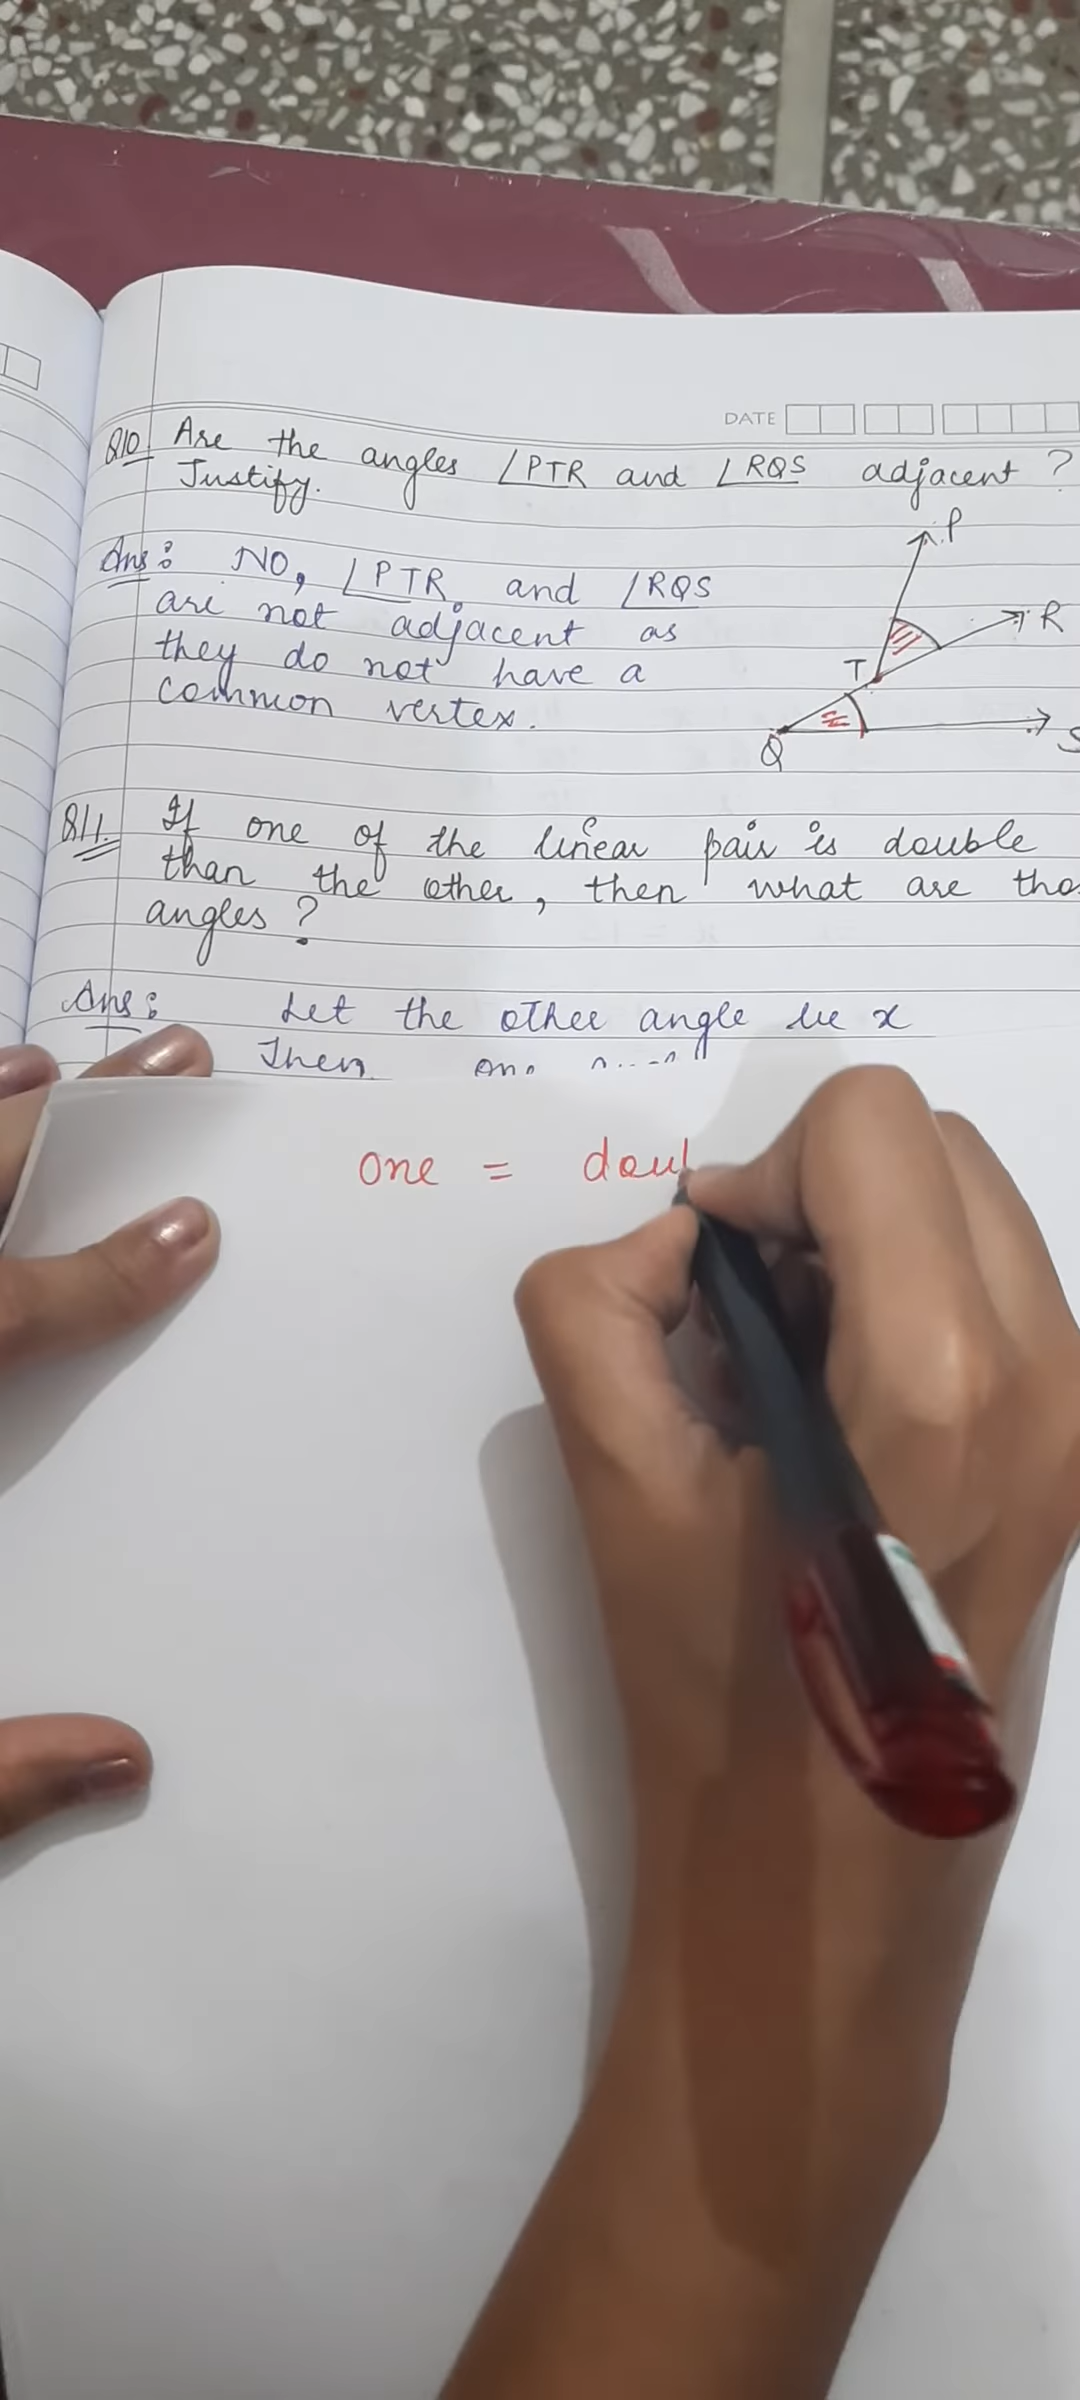 DATE
Q10. Are the angles ∠PTR and ∠RQS adjacent ?
Justify.
Ans: NO, ∠PTR and ∠RQS
are not adjacent as
they do not have a
common vertex.
P
R
T
Q
S
Q11. If one of the linear pair is double
than the other, then what are tho
angles ?
Ans: Let the other angle be x
Then
one = doub